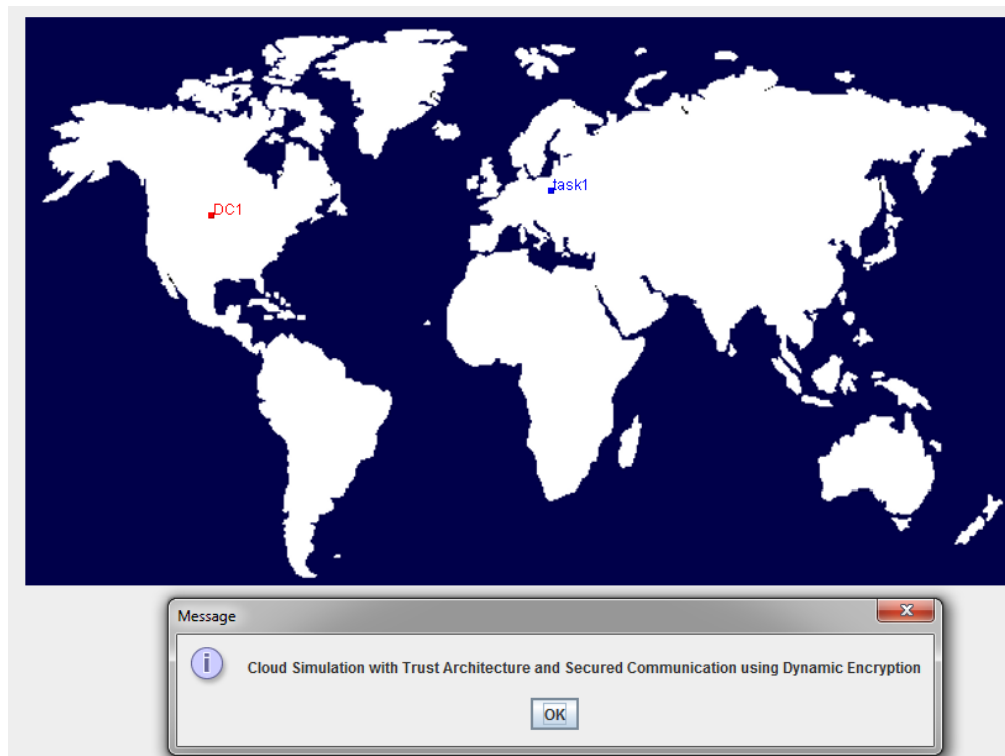 task1
DC1
Message
Cloud Simulation with Trust Architecture and Secured Communication using Dynamic Encryption
OK